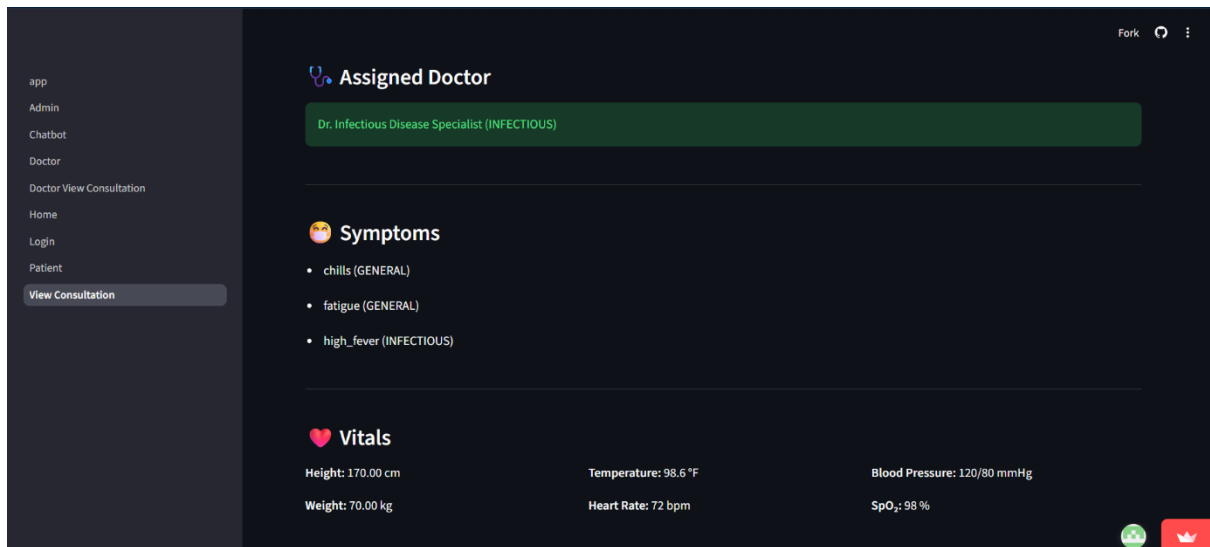 Fork
app
Admin
Chatbot
Doctor
Doctor View Consultation
Home
Login
Patient
View Consultation
Assigned Doctor
Dr. Infectious Disease Specialist (INFECTIOUS)
Symptoms
• chills (GENERAL)
• fatigue (GENERAL)
• high_fever (INFECTIOUS)
Vitals
Height: 170.00 cm Temperature: 98.6 °F Blood Pressure: 120/80 mmHg
Weight: 70.00 kg Heart Rate: 72 bpm SpO₂: 98 %